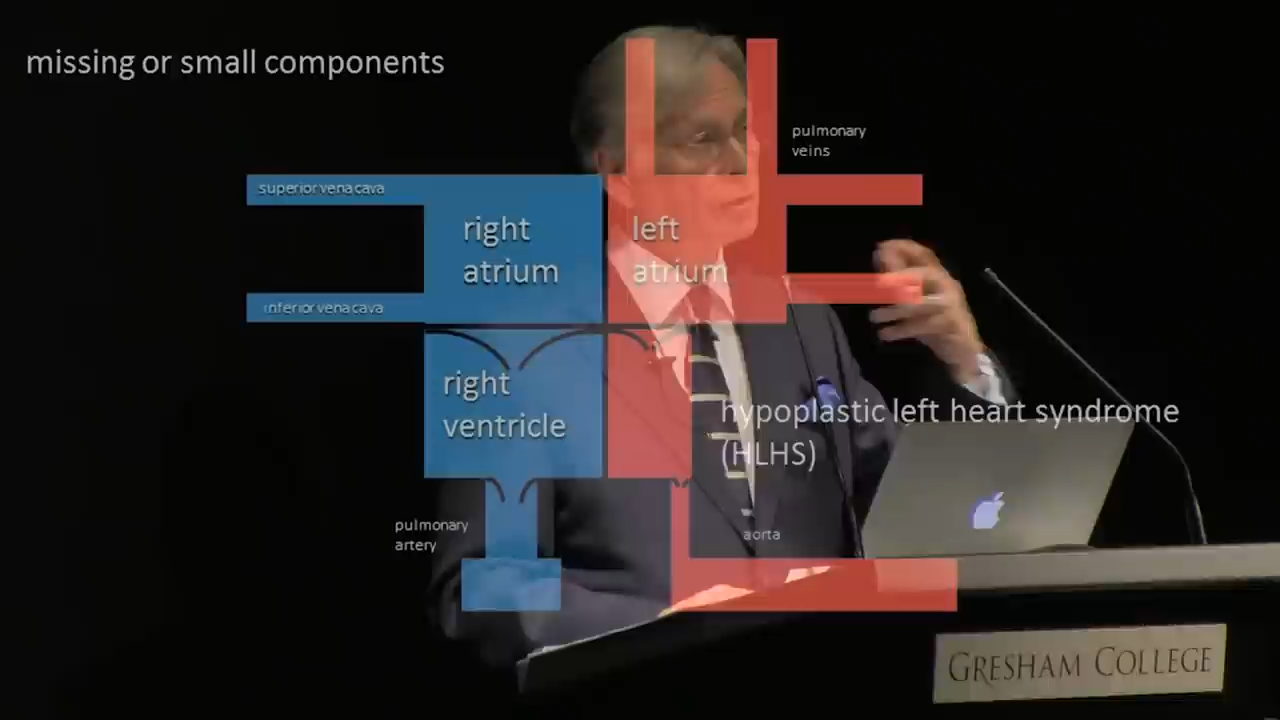 missing or small components
pulmonary
veins
superior vena cava
right
atrium
left
atrium
inferior vena cava
right
ventricle
hypoplastic left heart syndrome
(HLHS)
pulmonary
artery
aorta
GRESHAM COLLEGE